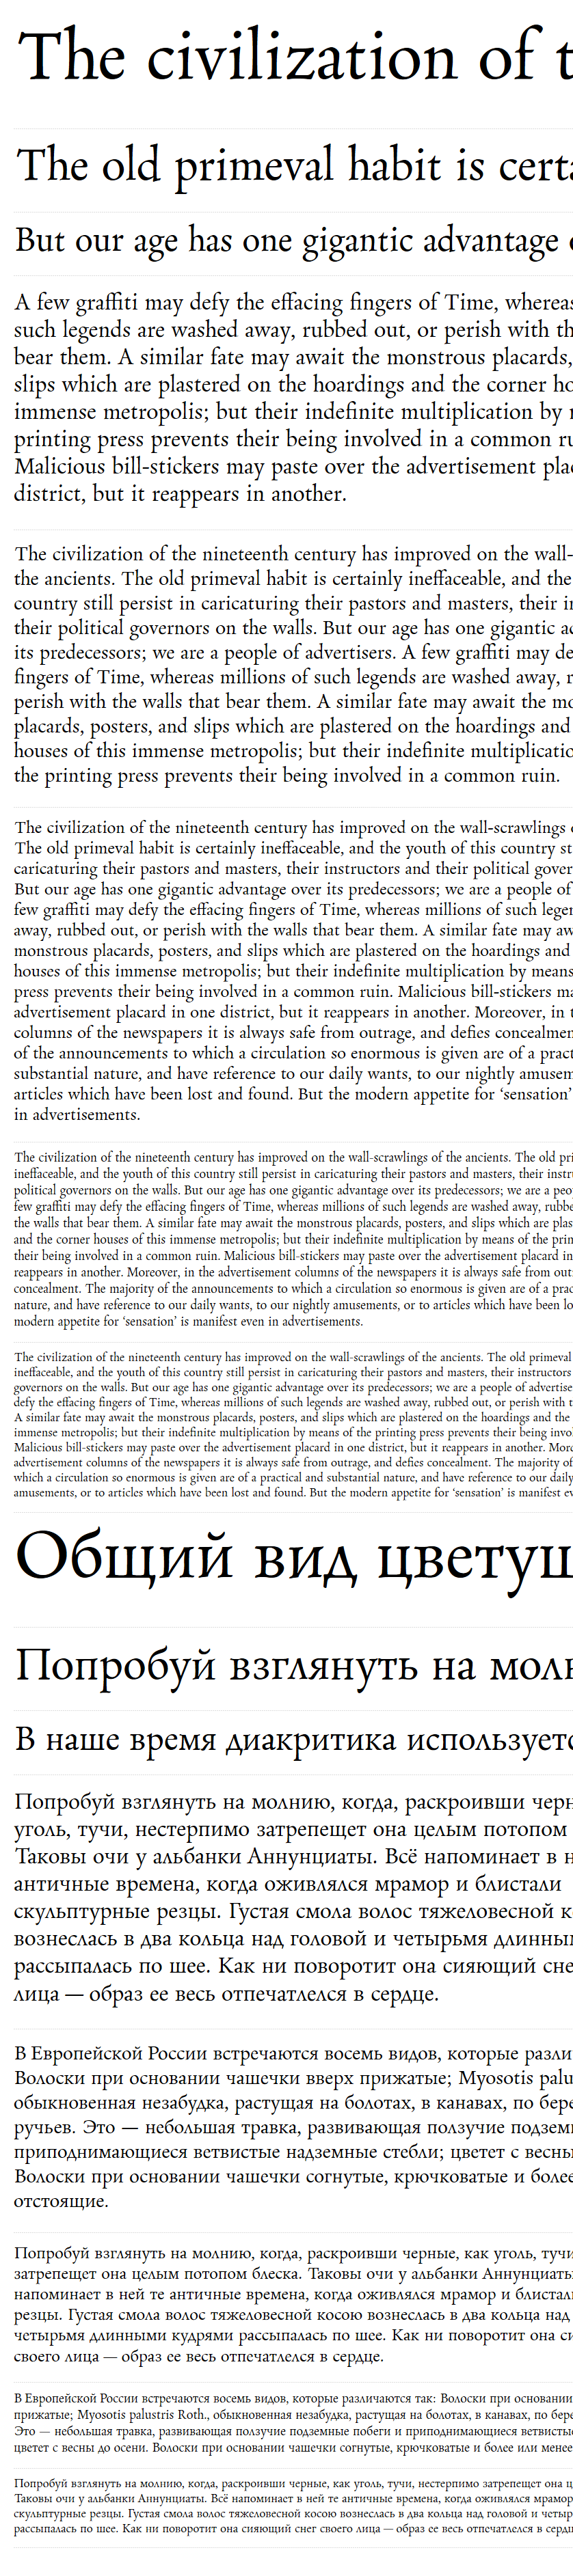 The civilization of t
The old primeval habit is certa
But our age has one gigantic advantage
A few graffiti may defy the effacing fingers of Time, whereas
such legends are washed away, rubbed out, or perish with th
bear them. A similar fate may await the monstrous placards,
slips which are plastered on the hoardings and the corner ho
immense metropolis; but their indefinite multiplication by
printing press prevents their being involved in a common ru
Malicious bill-stickers may paste over the advertisement pla
district, but it reappears in another.
The civilization of the nineteenth century has improved on the wall-
the ancients. The old primeval habit is certainly ineffaceable, and the
country still persist in caricaturing their pastors and masters, their i
their political governors on the walls. But our age has one gigantic a
its predecessors; we are a people of advertisers. A few graffiti may de
fingers of Time, whereas millions of such legends are washed away, r
perish with the walls that bear them. A similar fate may await the mo
placards, posters, and slips which are plastered on the hoardings and
houses of this immense metropolis; but their indefinite multiplicatio
the printing press prevents their being involved in a common ruin.
The civilization of the nineteenth century has improved on the wall-scrawlings
The old primeval habit is certainly ineffaceable, and the youth of this country st
caricaturing their pastors and masters, their instructors and their political gover
But our age has one gigantic advantage over its predecessors; we are a people of
few graffiti may defy the effacing fingers of Time, whereas millions of such leger
away, rubbed out, or perish with the walls that bear them. A similar fate may aw
monstrous placards, posters, and slips which are plastered on the hoardings and
houses of this immense metropolis; but their indefinite multiplication by means
press prevents their being involved in a common ruin. Malicious bill-stickers ma
advertisement placard in one district, but it reappears in another. Moreover, in t
columns of the newspapers it is always safe from outrage, and defies concealmen
of the announcements to which a circulation so enormous is given are of a pract
substantial nature, and have reference to our daily wants, to our nightly amusem
articles which have been lost and found. But the modern appetite for ‘sensation’
in advertisements.
The civilization of the nineteenth century has improved on the wall-scrawlings of the ancients. The old pri
ineffaceable, and the youth of this country still persist in caricaturing their pastors and masters, their instru
political governors on the walls. But our age has one gigantic advantage over its predecessors; we are a peop
few graffiti may defy the effacing fingers of Time, whereas millions of such legends are washed away, rubbe
the walls that bear them. A similar fate may await the monstrous placards, posters, and slips which are plas
and the corner houses of this immense metropolis; but their indefinite multiplication by means of the prin
their being involved in a common ruin. Malicious bill-stickers may paste over the advertisement placard in
reappears in another. Moreover, in the advertisement columns of the newspapers it is always safe from out
concealment. The majority of the announcements to which a circulation so enormous is given are of a prac
nature, and have reference to our daily wants, to our nightly amusements, or to articles which have been lo
modern appetite for ‘sensation’ is manifest even in advertisements.
The civilization of the nineteenth century has improved on the wall-scrawlings of the ancients. The old primeval
ineffaceable, and the youth of this country still persist in caricaturing their pastors and masters, their instructors
governors on the walls. But our age has one gigantic advantage over its predecessors; we are a people of advertise
defy the effacing fingers of Time, whereas millions of such legends are washed away, rubbed out, or perish with t
A similar fate may await the monstrous placards, posters, and slips which are plastered on the hoardings and the
immense metropolis; but their indefinite multiplication by means of the printing press prevents their being invol
Malicious bill-stickers may paste over the advertisement placard in one district, but it reappears in another. More
advertisement columns of the newspapers it is always safe from outrage, and defies concealment. The majority of
which a circulation so enormous is given are of a practical and substantial nature, and have reference to our daily
amusements, or to articles which have been lost and found. But the modern appetite for ‘sensation’ is manifest ev
Общий вид цветущ
Попробуй взглянуть на молн
В наше время диакритика используетс
Попробуй взглянуть на молнию, когда, раскроивши черн
уголь, тучи, нестерпимо затрепещет она целым потопом
Таковы очи у альбанки Аннунциаты. Всё напоминает в н
античные времена, когда оживлялся мрамор и блистали
скульптурные резцы. Густая смола волос тяжеловесной к
вознеслась в два кольца над головой и четырьмя длинным
рассыпалась по шее. Как ни поворотит она сияющий сне
лица — образ ее весь отпечатлелся в сердце.
В Европейской России встречаются восемь видов, которые разли
Волоски при основании чашечки вверх прижатые; Myosotis palu
обыкновенная незабудка, растущая на болотах, в канавах, по бере
ручьев. Это — небольшая травка, развивающая ползучие подзем
приподнимающиеся ветвистые надземные стебли; цветет с весны
Волоски при основании чашечки согнутые, крючковатые и более
отстоящие.
Попробуй взглянуть на молнию, когда, раскроивши черные, как уголь, тучи
затрепещет она целым потопом блеска. Таковы очи у альбанки Аннунциаты
напоминает в ней те античные времена, когда оживлялся мрамор и блистал
резцы. Густая смола волос тяжеловесной косою вознеслась в два кольца над
четырьмя длинными кудрями рассыпалась по шее. Как ни поворотит она си
своего лица — образ ее весь отпечатлелся в сердце.
В Европейской России встречаются восемь видов, которые различаются так: Волоски при основании
прижатые; Myosotis palustris Roth., обыкновенная незабудка, растущая на болотах, в канавах, по бере
Это — небольшая травка, развивающая ползучие подземные побеги и приподнимающиеся ветвисты
цветет с весны до осени. Волоски при основании чашечки согнутые, крючковатые и более или менее
Попробуй взглянуть на молнию, когда, раскроивши черные, как уголь, тучи, нестерпимо затрепещет она ц
Таковы очи у альбанки Аннунциаты. Всё напоминает в ней те античные времена, когда оживлялся мрамор
скульптурные резцы. Густая смола волос тяжеловесной косою вознеслась в два кольца над головой и четыр
рассыпалась по шее. Как ни поворотит она сияющий снег своего лица — образ ее весь отпечатлелся в серд